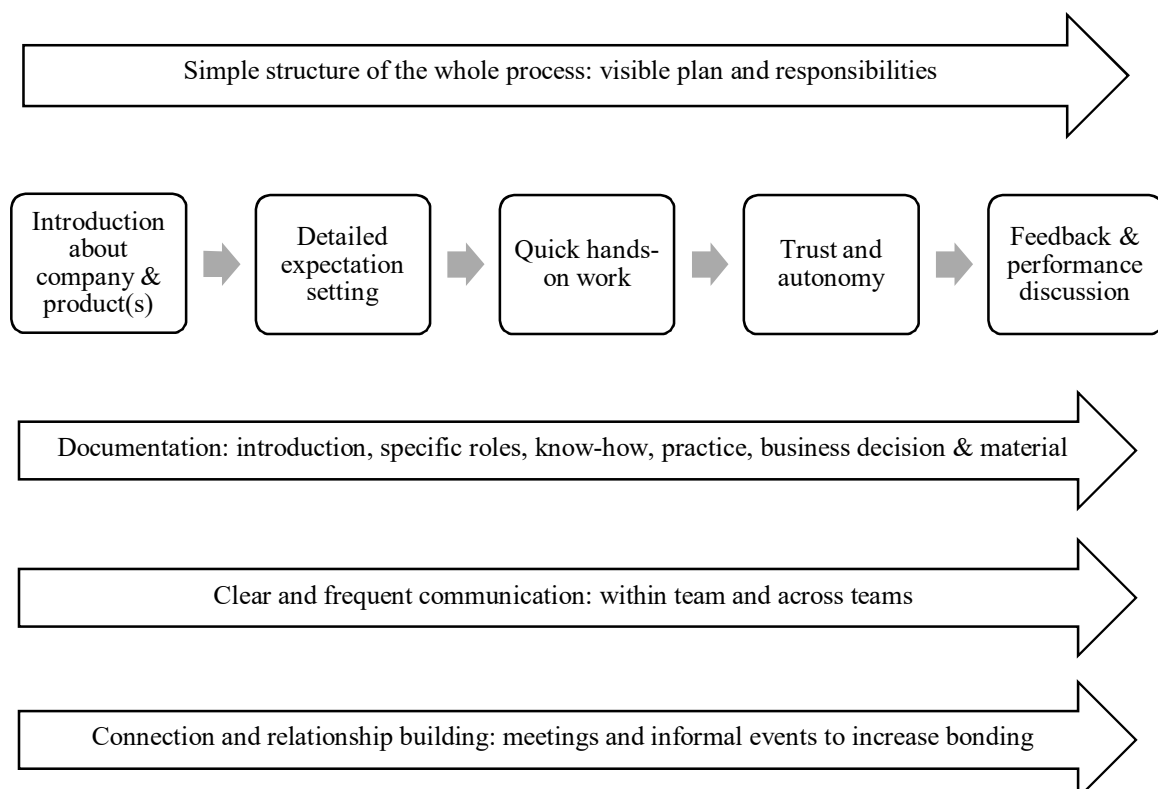 Simple structure of the whole process: visible plan and responsibilities
Introduction
about
company &
product(s)
Detailed
expectation
setting
Quick hands-
on work
Trust and
autonomy
Feedback &
performance
discussion
Documentation: introduction, specific roles, know-how, practice, business decision & material
Clear and frequent communication: within team and across teams
Connection and relationship building: meetings and informal events to increase bonding